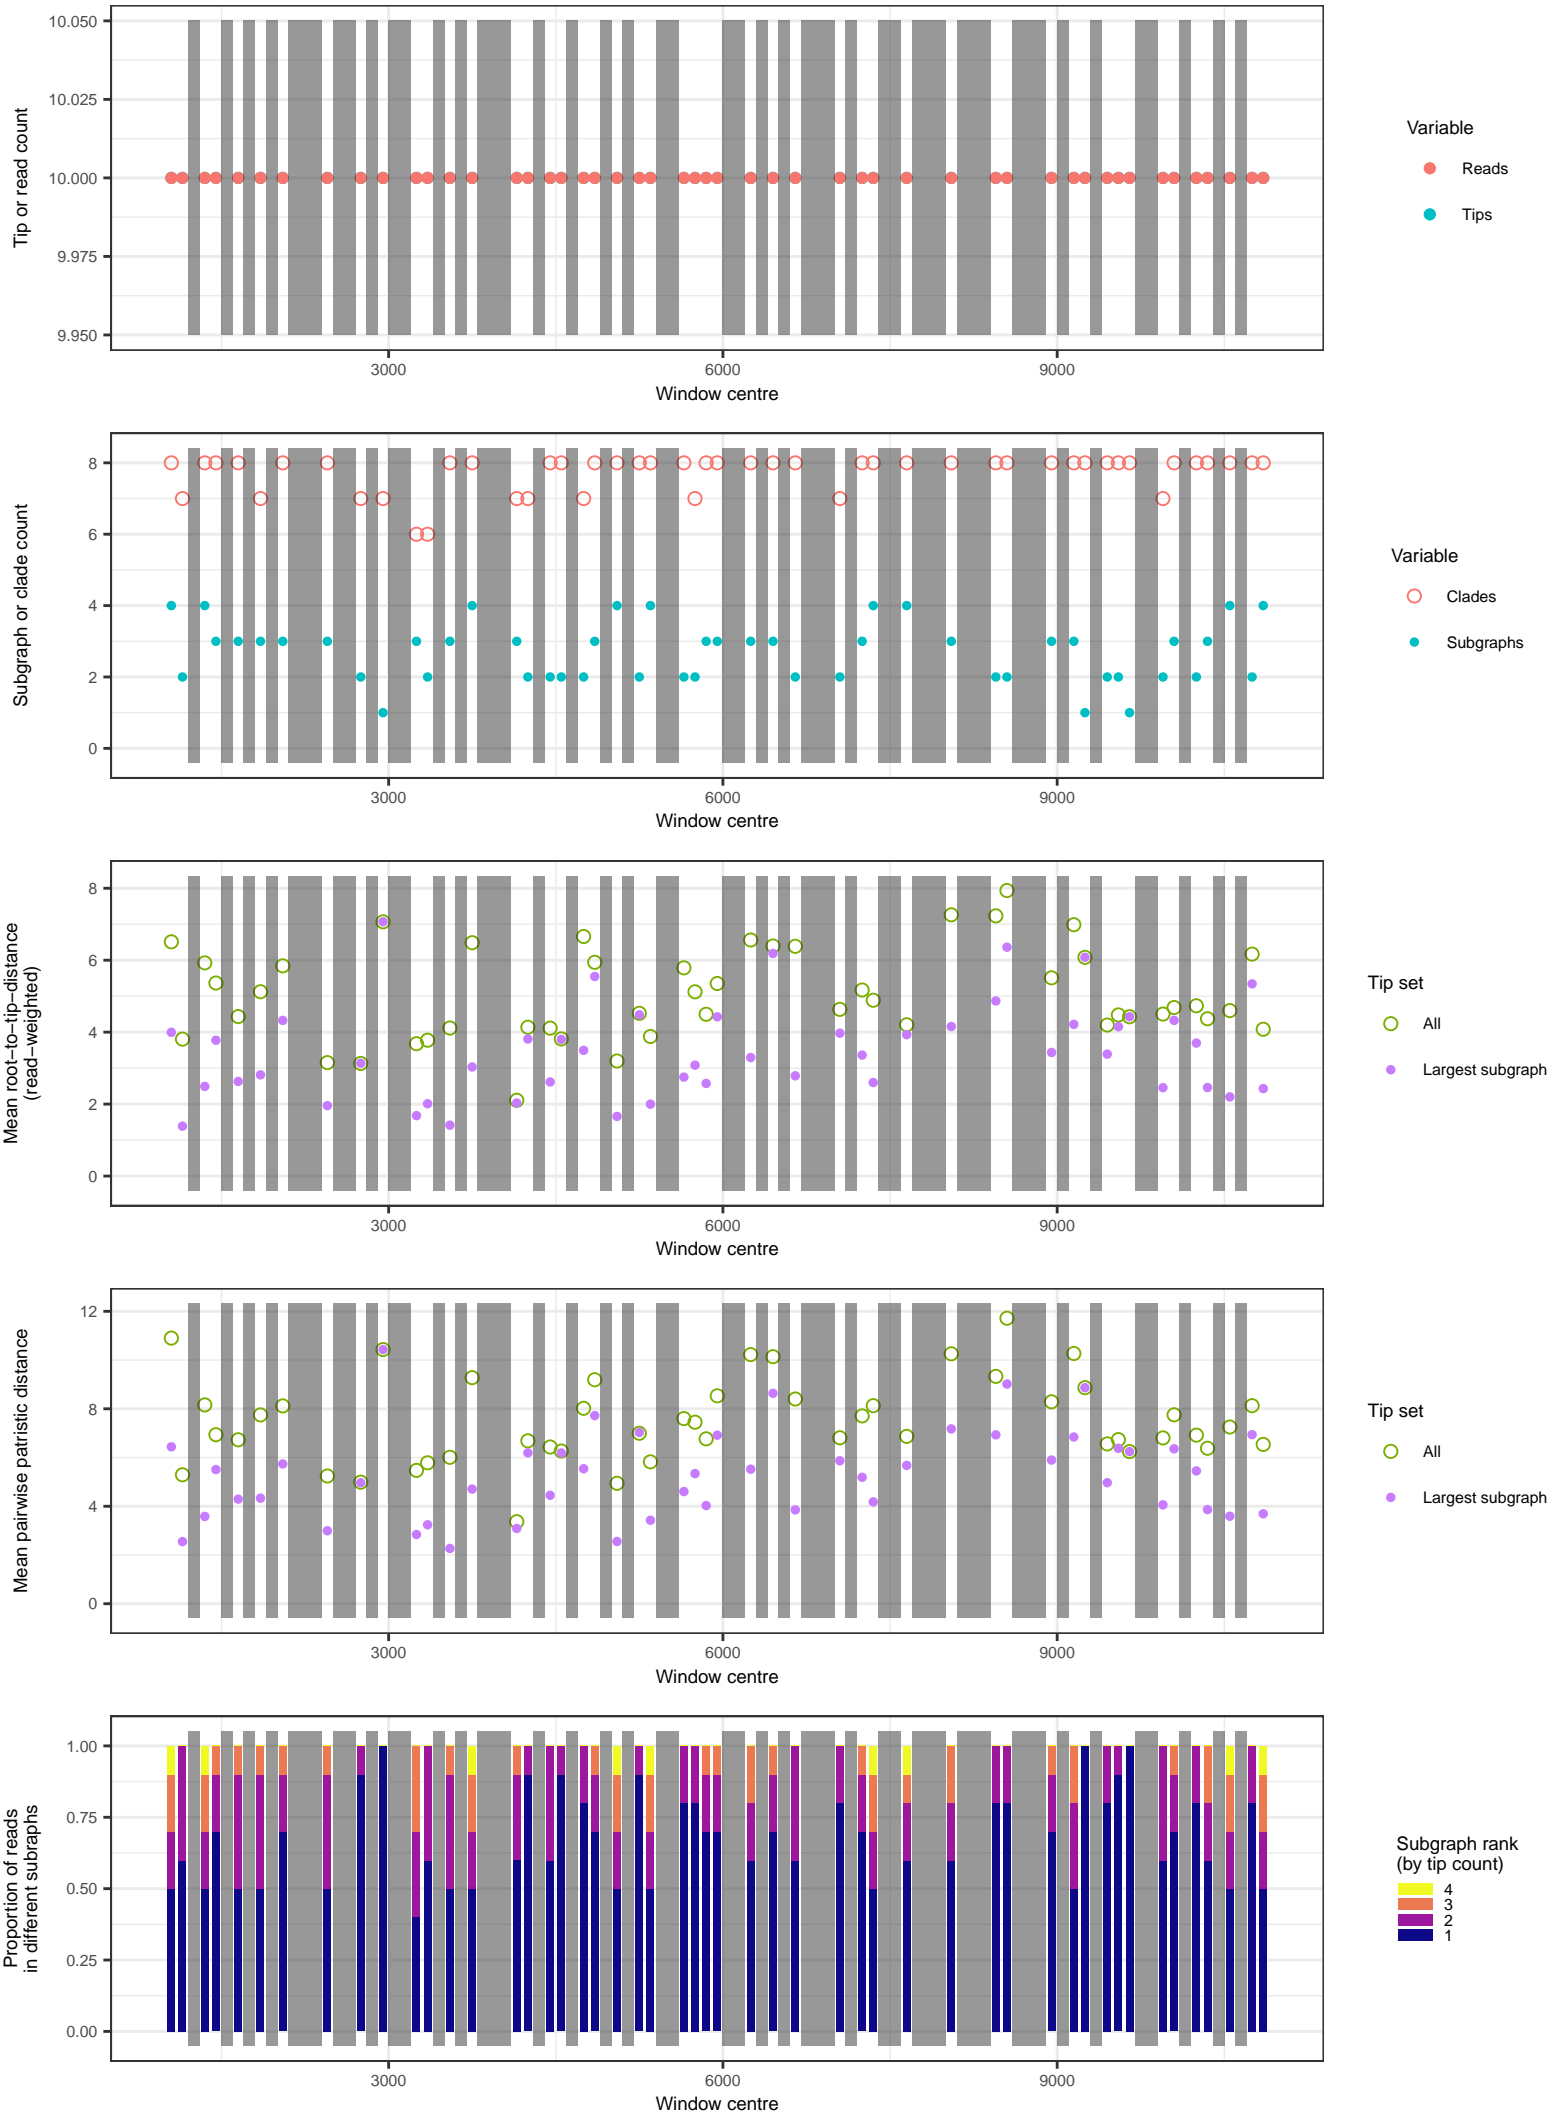 10.050
10.025
10.000
9.975
9.950
Tip or read count
3000
6000
9000
Window centre
Variable
Reads
Tips
8
6
4
2
0
Subgraph or clade count
3000
6000
9000
Window centre
Variable
Clades
Subgraphs
8
6
4
2
0
Mean root−to−tip−distance
(read−weighted)
3000
6000
9000
Window centre
Tip set
All
Largest subgraph
12
8
4
0
Mean pairwise patristic distance
3000
6000
9000
Window centre
Tip set
All
Largest subgraph
1.00
0.75
0.50
0.25
0.00
Proportion of reads
in different subraphs
3000
6000
9000
Window centre
Subgraph rank
(by tip count)
4
3
2
1